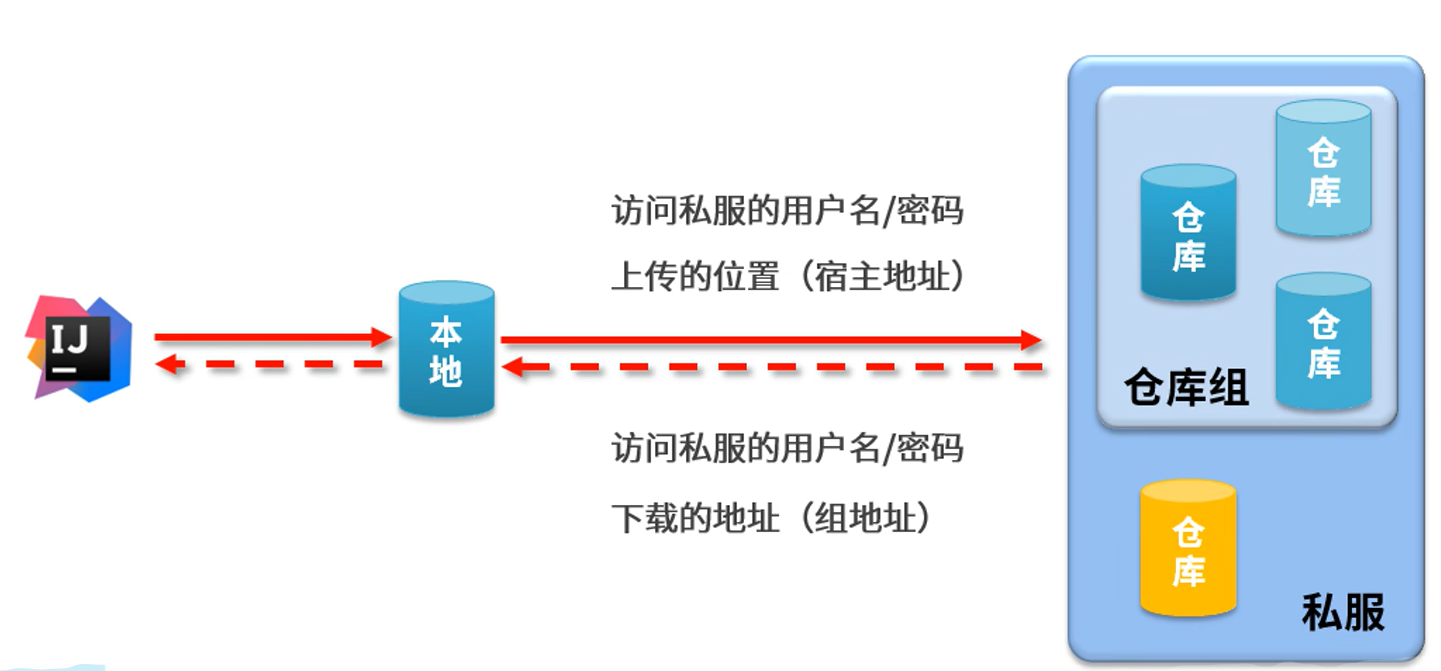 访问私服的用户名/密码
上传的位置（宿主地址）
IJ
本地
访问私服的用户名/密码
下载的地址（组地址）
仓库
仓库
仓库
仓库组
仓库
私服